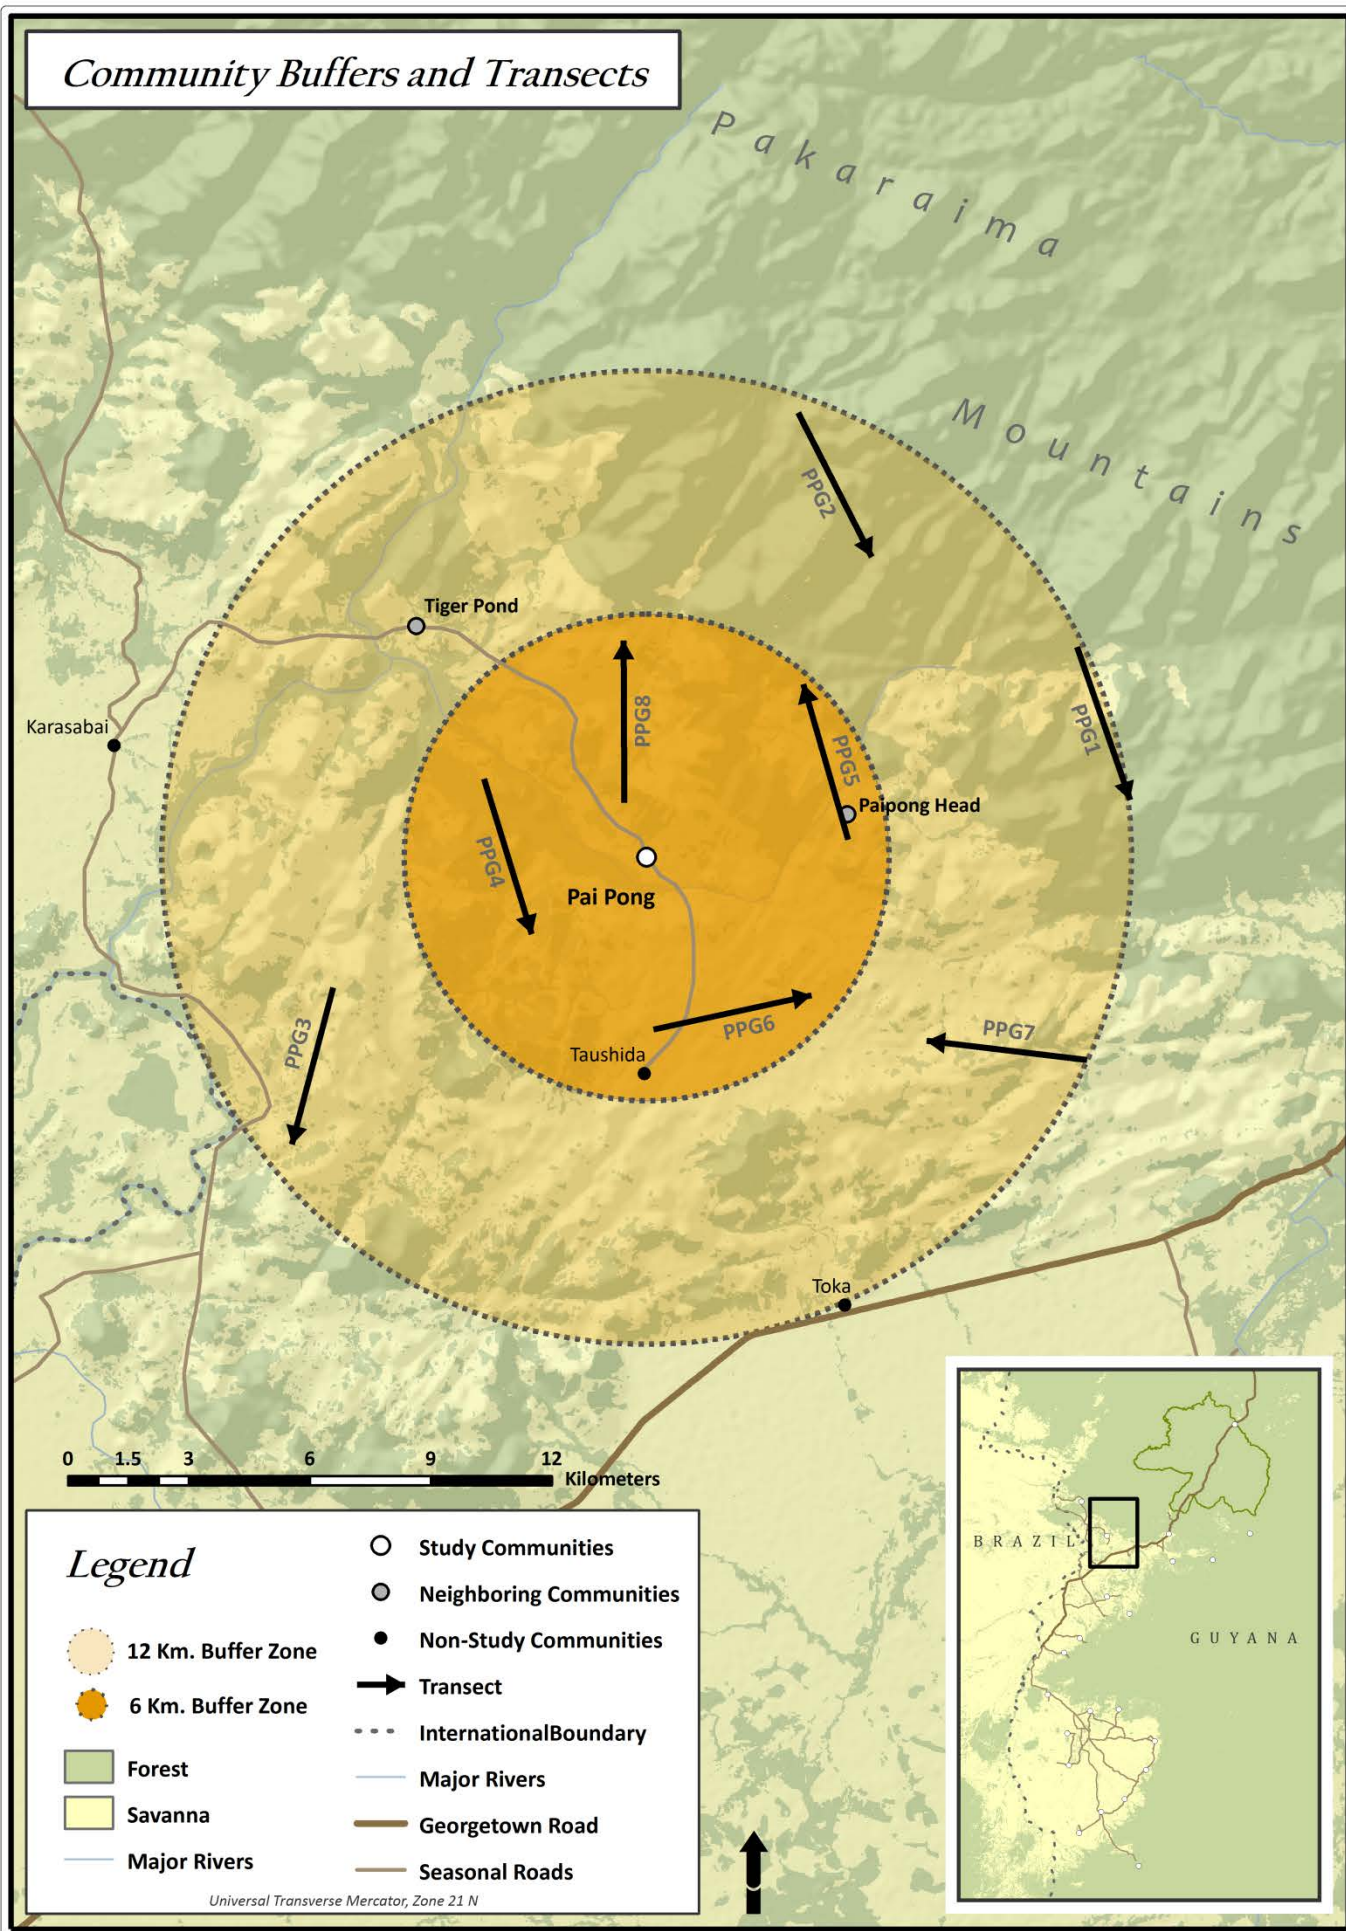 Community Buffers and Transects
Pakaraima
Mountains
PPG2
Tiger Pond
PPG1
PPG8
PPG5
Karasabai
Paipong Head
PPG4
Pai Pong
PPG3
PPG6
PPG7
Taushida
Toka
0 1.5 3 6 9 12
Kilometers
Legend
12 Km. Buffer Zone
6 Km. Buffer Zone
Forest
Savanna
Major Rivers
Study Communities
Neighboring Communities
Non-Study Communities
Transect
InternationalBoundary
Major Rivers
Georgetown Road
Seasonal Roads
Universal Transverse Mercator, Zone 21 N
BRAZIL
GUYANA